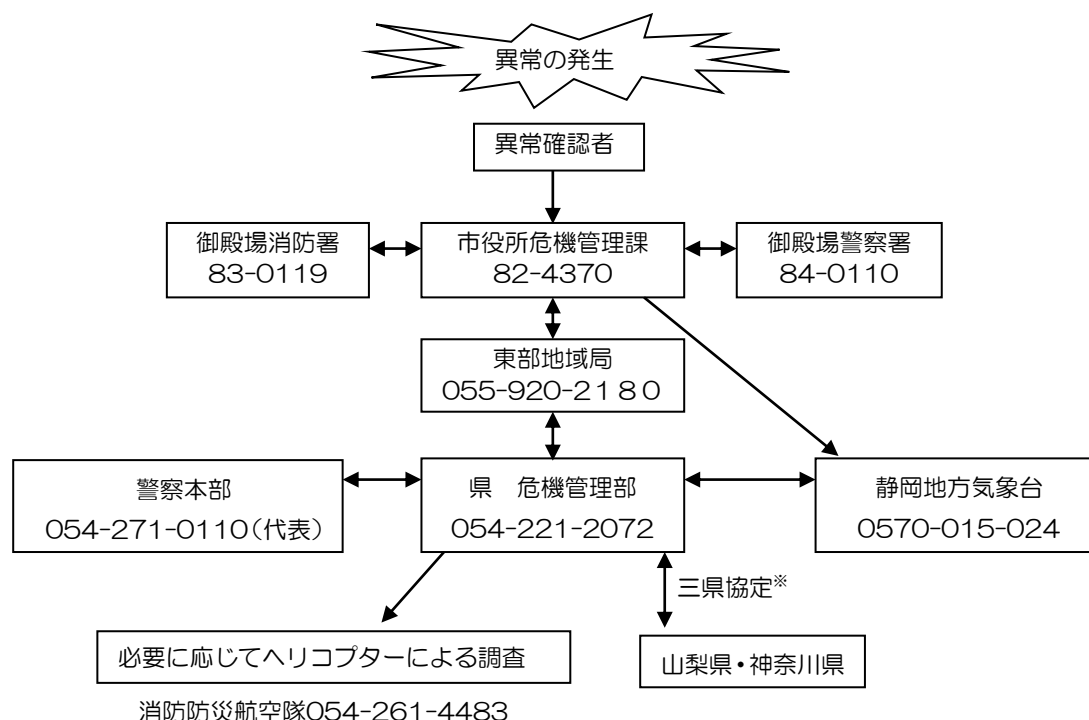 異常の発生
異常確認者
御殿場消防署
83-0119
市役所危機管理課
82-4370
御殿場警察署
84-0110
東部地域局
055-920-2180
警察本部
054-271-0110(代表)
県　危機管理部
054-221-2072
静岡地方気象台
0570-015-024
三県協定※
必要に応じてヘリコプターによる調査
山梨県・神奈川県
消防防災航空隊054-261-4483